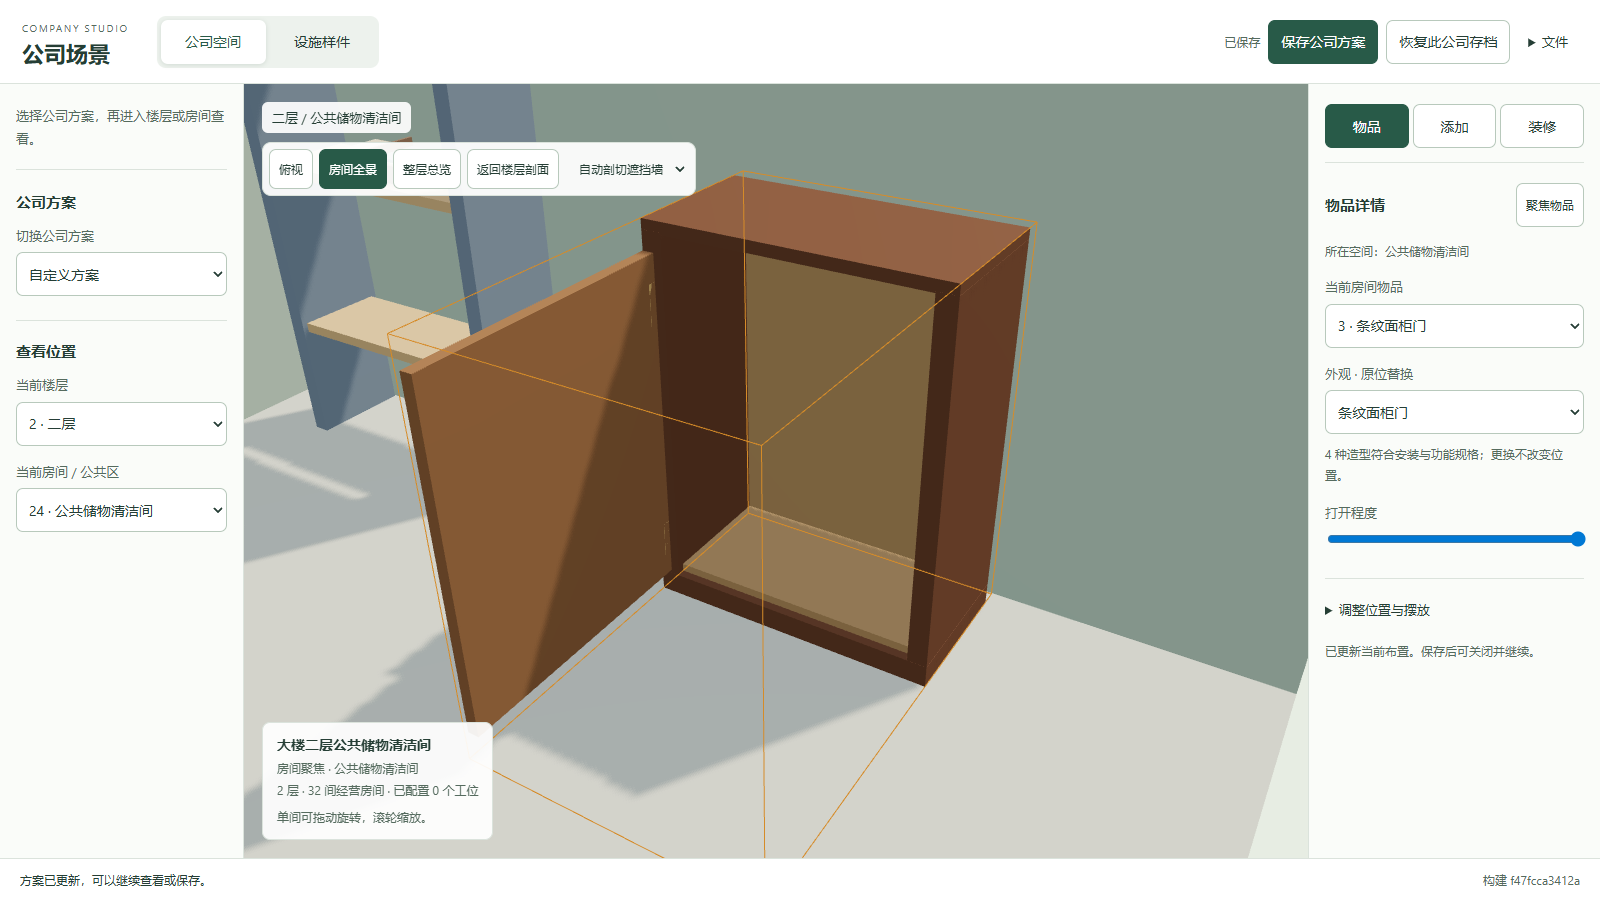 COMPANY STUDIO
公司场景
公司空间
设施样件
已保存
保存公司方案
恢复此公司存档
文件
选择公司方案，再进入楼层或房间查
看。
公司方案
切换公司方案
自定义方案
查看位置
当前楼层
2 · 二层
当前房间 / 公共区
24 · 公共储物清洁间
二层 / 公共储物清洁间
俯视
房间全景
整层总览
返回楼层剖面
自动剖切遮挡墙
大楼二层公共储物清洁间
房间聚焦 · 公共储物清洁间
2 层 · 32 间经营房间 · 已配置 0 个工位
单间可拖动旋转，滚轮缩放。
物品
添加
装修
物品详情
聚焦物品
所在空间：公共储物清洁间
当前房间物品
3 · 条纹面柜门
外观 · 原位替换
条纹面柜门
4 种造型符合安装与功能规格；更换不改变位
置。
打开程度
调整位置与摆放
已更新当前布置。保存后可关闭并继续。
方案已更新，可以继续查看或保存。
构建 f47fcca3412a